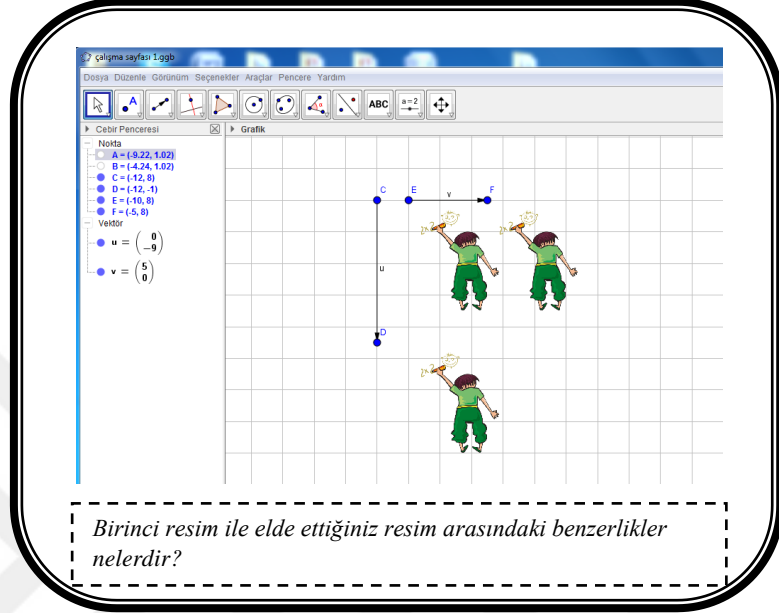 çalışma sayfası 1.ggb
Dosya Düzenle Görünüm Seçenekler Araçlar Pencere Yardım
A
ABC
a=2
Cebir Penceresi
Grafik
Nokta
A = (-9.22, 1.02)
B = (-4.24, 1.02)
C = (-12, 8)
D = (-12, -1)
E = (-10, 8)
F = (-5, 8)
Vektör
u = (0 -9)
v = (5 0)
C E v F
u
D
Birinci resim ile elde ettiğiniz resim arasındaki benzerlikler
nelerdir?